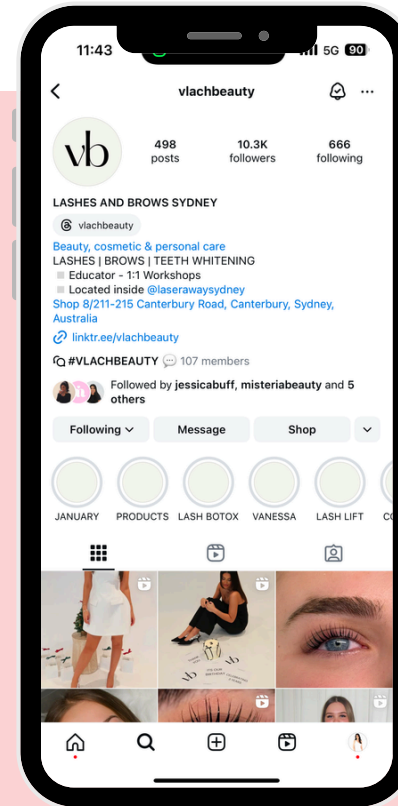 11:43
5G 90
vlachbeauty
vb
498 10.3K 666
posts followers following
LASHES AND BROWS SYDNEY
vlachbeauty
Beauty, cosmetic & personal care
LASHES | BROWS | TEETH WHITENING
Educator - 1:1 Workshops
Located inside @laserawaysydney
Shop 8/211-215 Canterbury Road, Canterbury, Sydney,
Australia
linktr.ee/vlachbeauty
#VLACHBEAUTY 107 members
Followed by jessicabuff, misteriabeauty and 5
others
Following Message Shop
JANUARY PRODUCTS LASH BOTOX VANESSA LASH LIFT
vb
vb